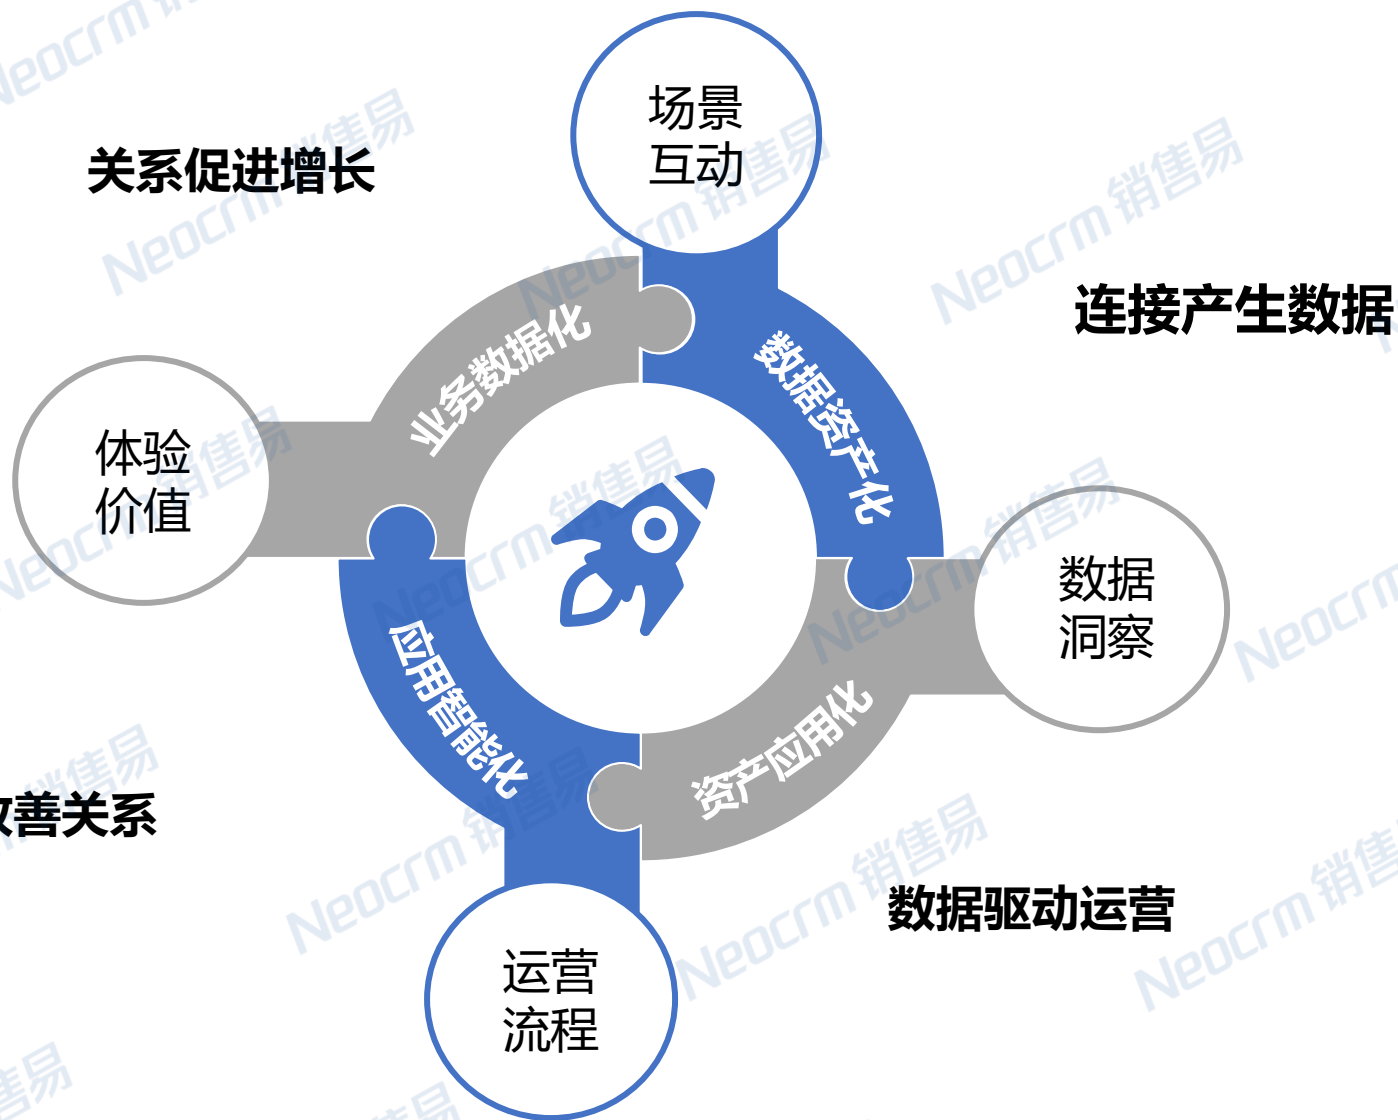 场景
互动
关系促进增长
连接产生数据
业务数据化
数据资产化
体验
价值
数据
洞察
应用智能化
资产应用化
善关系
数据驱动运营
运营
流程
Neocrm 销售易